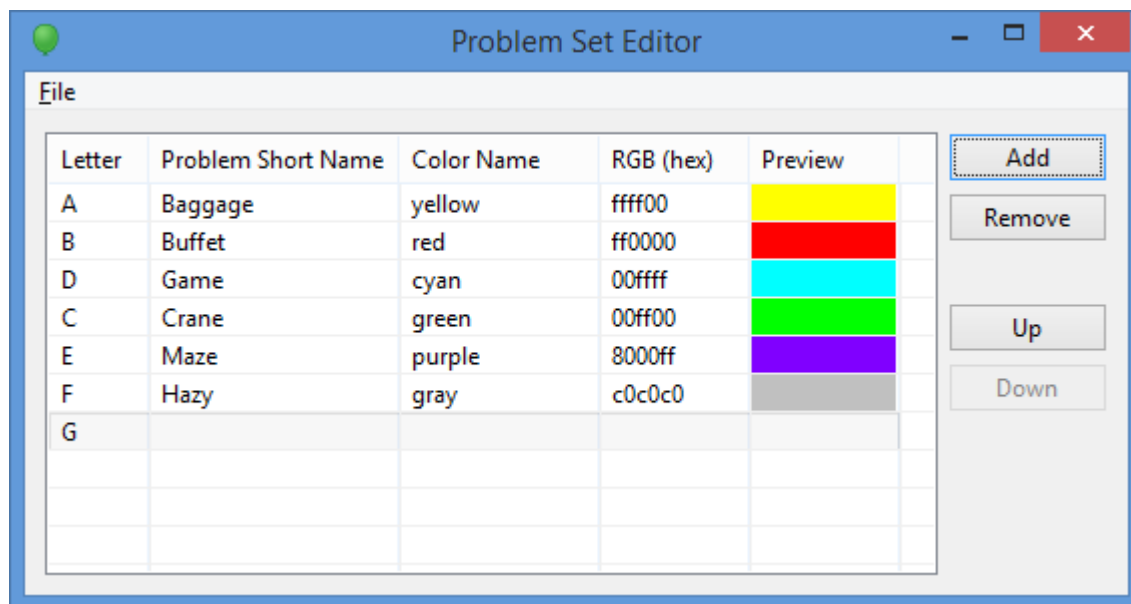 Problem Set Editor
File
Letter Problem Short Name Color Name RGB (hex) Preview
A Baggage yellow ffff00
B Buffet red ff0000
D Game cyan 00ffff
C Crane green 00ff00
E Maze purple 8000ff
F Hazy gray c0c0c0
G
Add
Remove
Up
Down